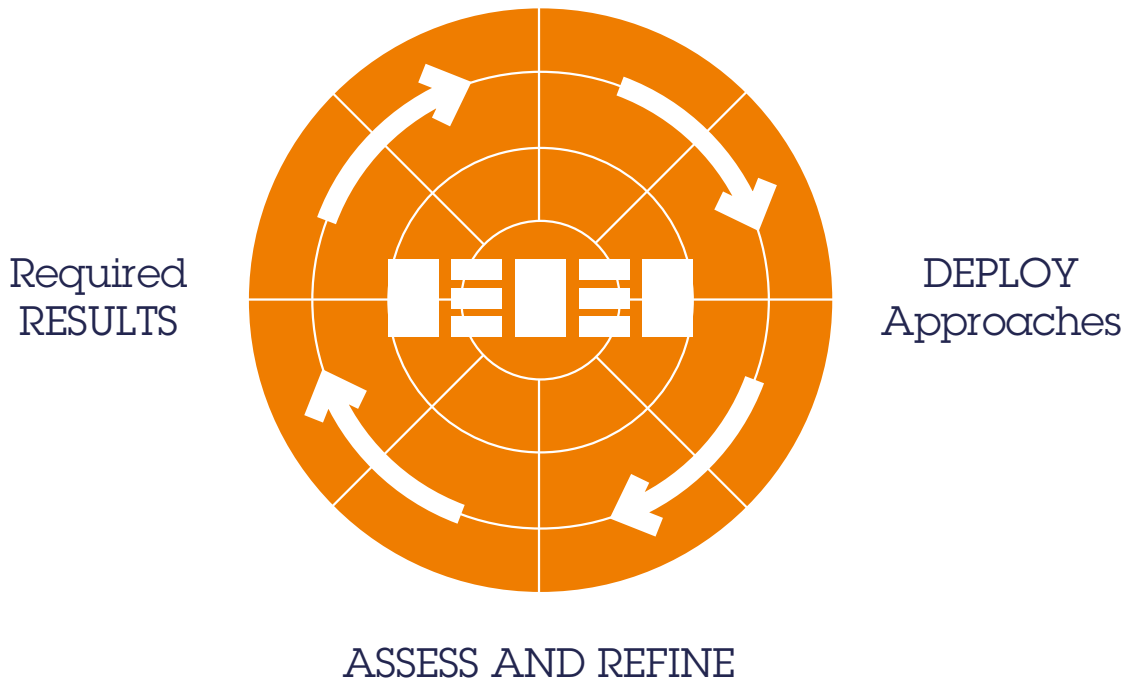 Required
RESULTS
DEPLOY
Approaches
ASSESS AND REFINE